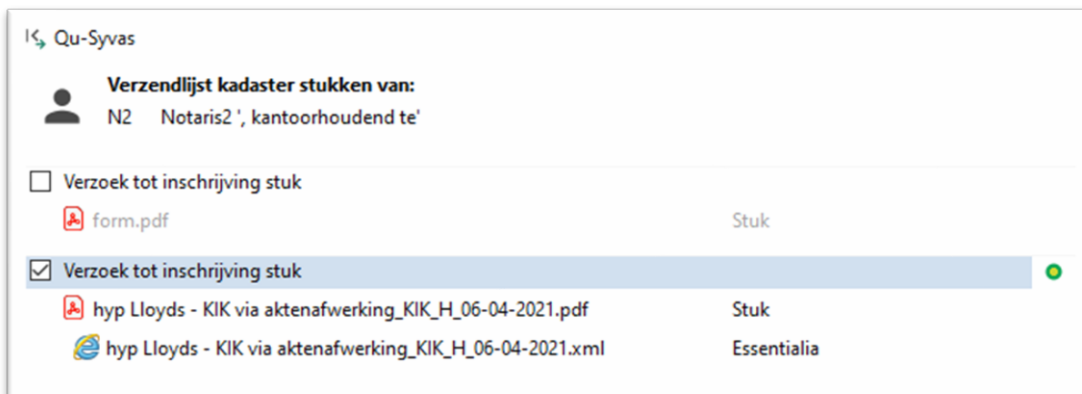 Qu-Syvas
Verzendlijst kadaster stukken van:
N2 Notaris2 ', kantoorhoudend te'
Verzoek tot inschrijving stuk
form.pdf Stuk
Verzoek tot inschrijving stuk
hyp Lloyds - KIK via aktenafwerking_KIK_H_06-04-2021.pdf Stuk
hyp Lloyds - KIK via aktenafwerking_KIK_H_06-04-2021.xml Essentialia